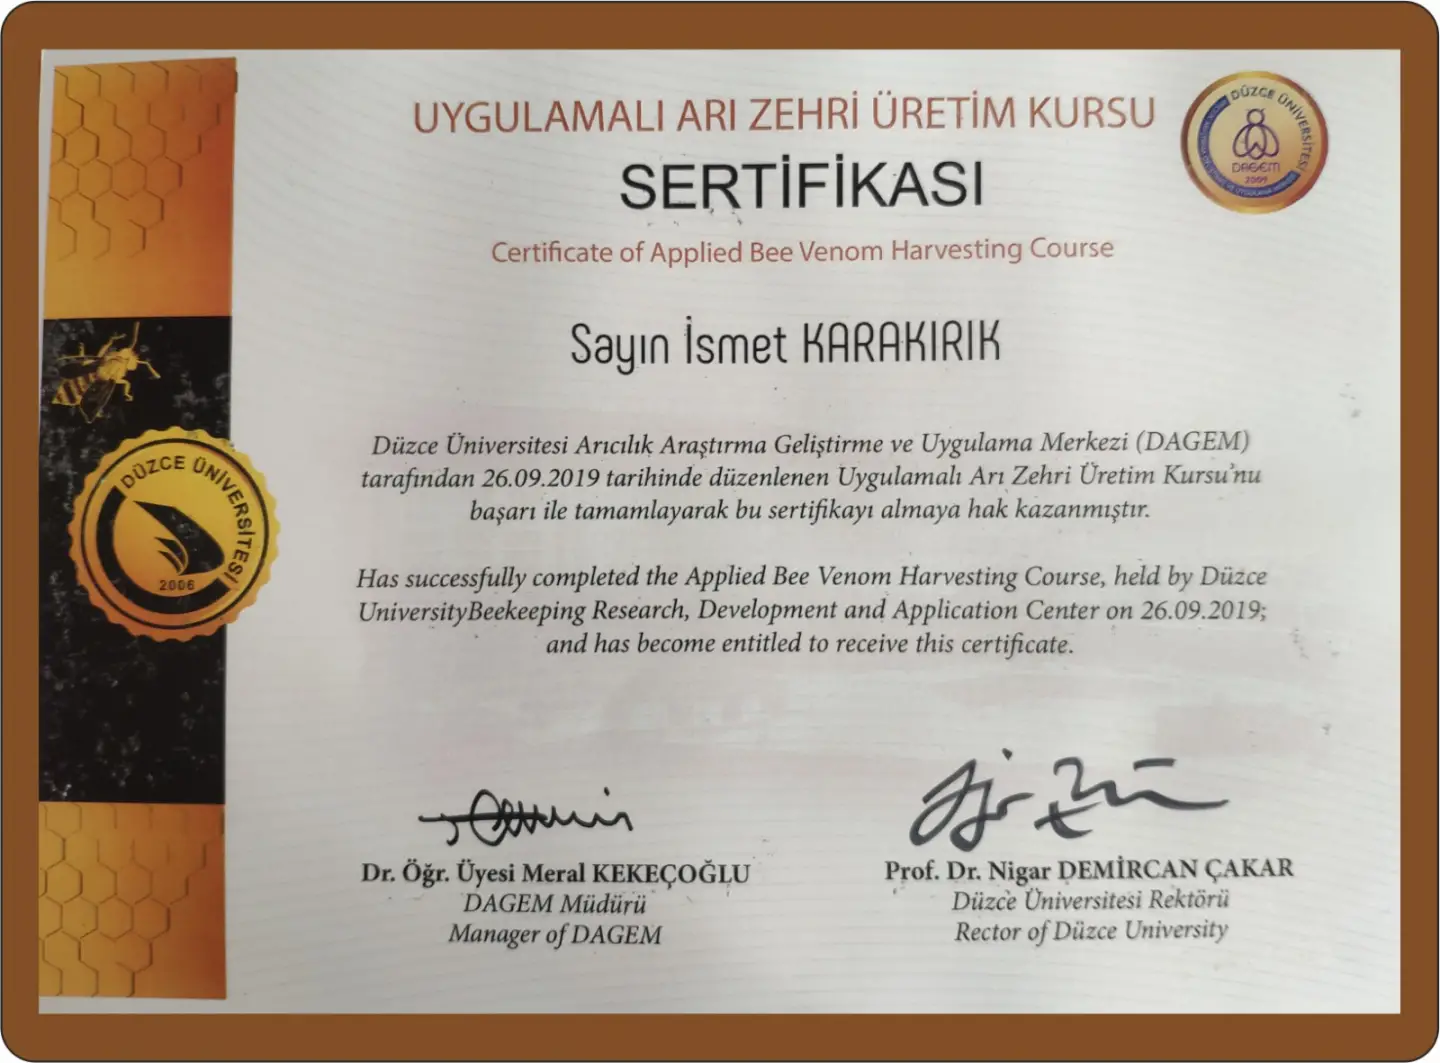 UYGULAMALI ARI ZEHRİ ÜRETİM KURSU
SERTİFİKASI
Certificate of Applied Bee Venom Harvesting Course
DÜZCE ÜNİVERSİTESİ
DAGEM
2009
Sayın İsmet KARAKIRIK
Düzce Üniversitesi Arıcılık Araştırma Geliştirme ve Uygulama Merkezi (DAGEM)
tarafından 26.09.2019 tarihinde düzenlenen Uygulamalı Arı Zehri Üretim Kursu'nu
başarı ile tamamlayarak bu sertifikayı almaya hak kazanmıştır.
DÜZCE ÜNİVERSİTESİ
2006
Has successfully completed the Applied Bee Venom Harvesting Course, held by Düzce
UniversityBeekeeping Research, Development and Application Center on 26.09.2019;
and has become entitled to receive this certificate.
Dr. Öğr. Üyesi Meral KEKEÇOĞLU
DAGEM Müdürü
Manager of DAGEM
Prof. Dr. Nigar DEMİRCAN ÇAKAR
Düzce Üniversitesi Rektörü
Rector of Düzce University